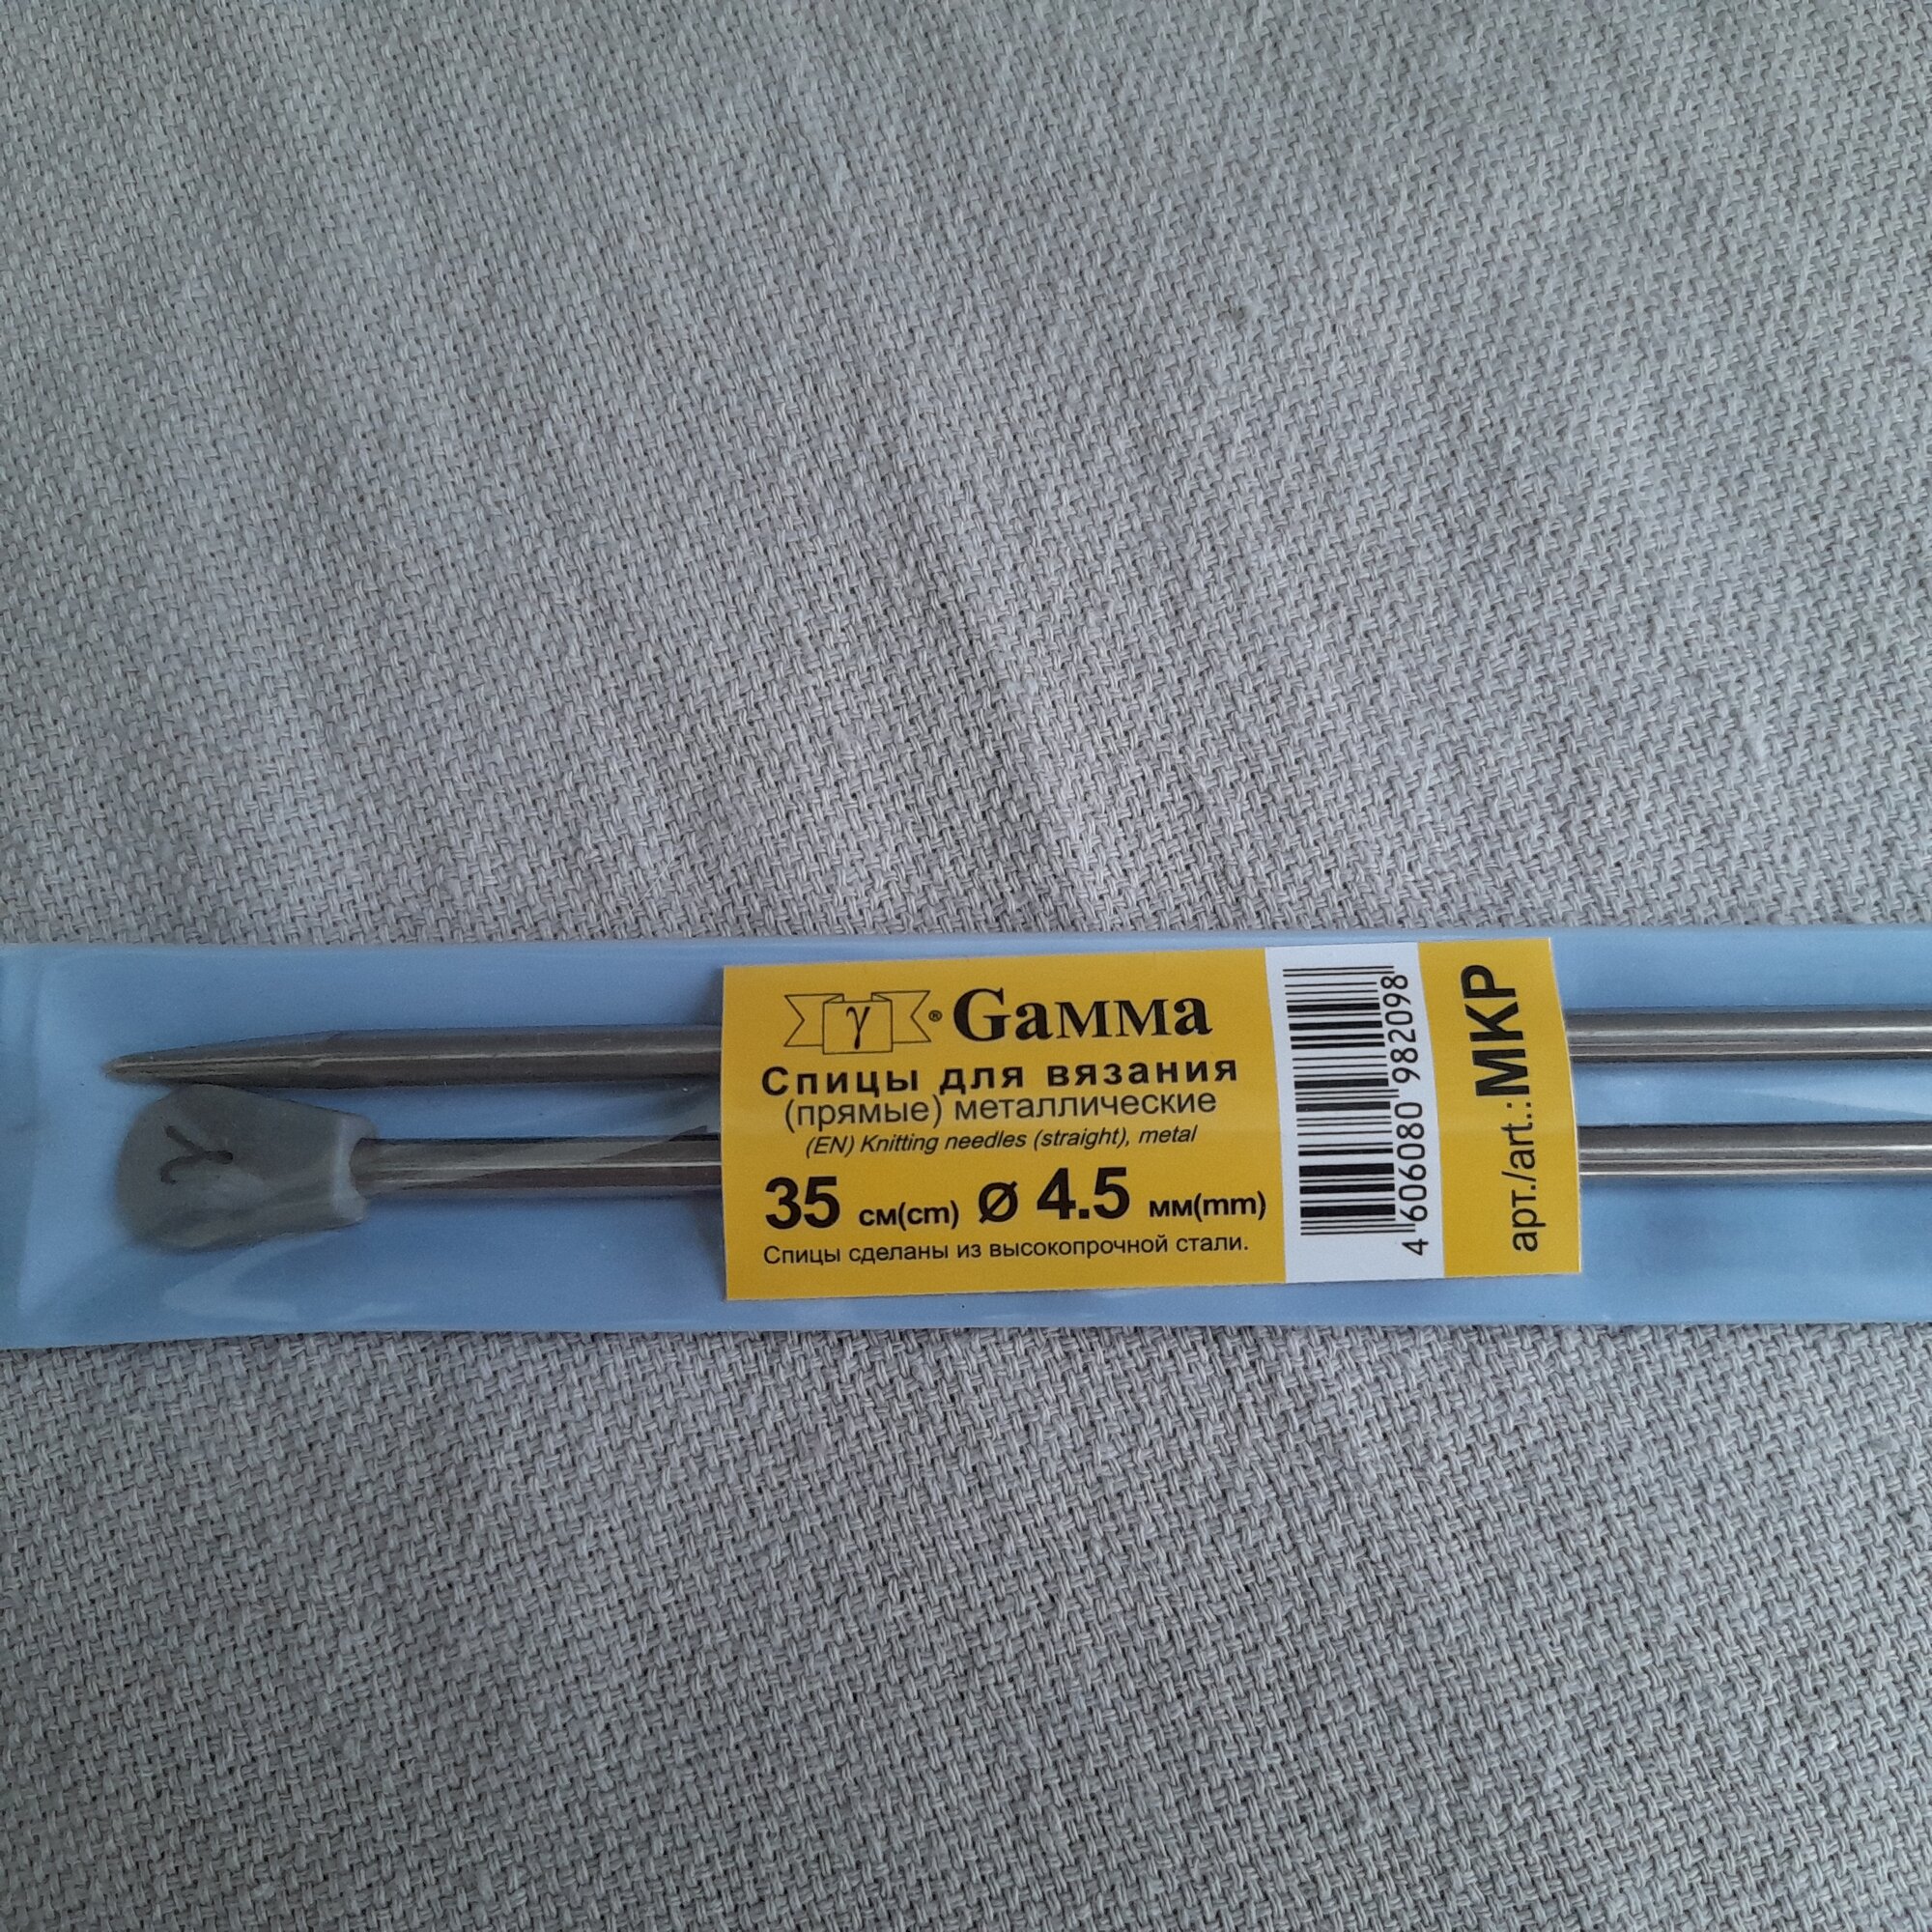 γ® Gамма
Спицы для вязания
(прямые) металлические
(EN) Knitting needles (straight), metal
35 см(cm) Ø 4.5 мм(mm)
Спицы сделаны из высокопрочной стали.
4 606080 982098
арт./art.: MKP
γ